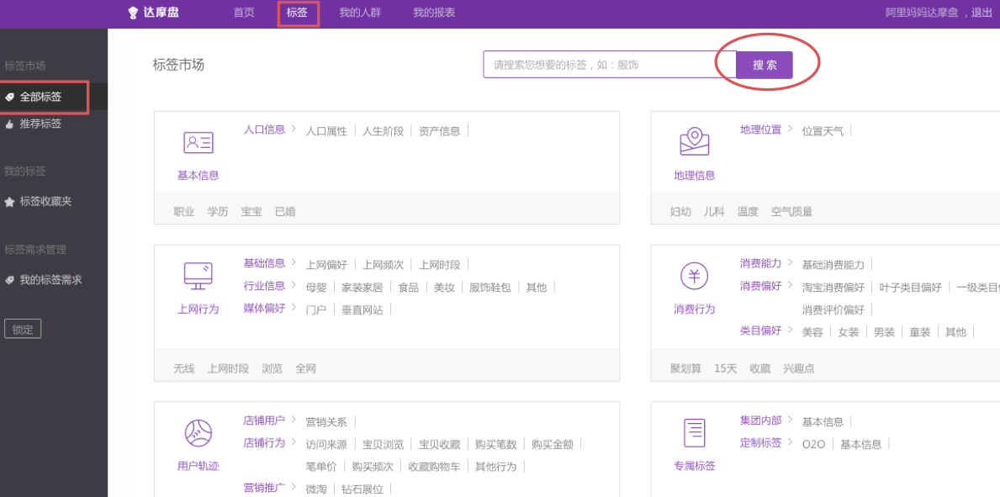 达摩盘 首页 标签 我的人群 我的报表 阿里妈妈达摩盘 ，退出
标签市场
全部标签
推荐标签
我的标签
标签收藏夹
标签需求管理
我的标签需求
锁定
标签市场 请搜索您想要的标签，如：服饰 搜 索
基本信息
人口信息 > 人口属性 | 人生阶段 | 资产信息 |
职业 学历 宝宝 已婚
地理信息
地理位置 > 位置天气 |
妇幼 儿科 温度 空气质量
上网行为
基础信息 > 上网偏好 | 上网频次 | 上网时段 |
行业信息 > 母婴 | 家装家居 | 食品 | 美妆 | 服饰鞋包 | 其他 |
媒体偏好 > 门户 | 垂直网站 |
无线 上网时段 浏览 全网
消费行为
消费能力 > 基础消费能力 |
消费偏好 > 淘宝消费偏好 | 叶子类目偏好 | 一级类目
消费评价偏好 |
类目偏好 > 美容 | 女装 | 男装 | 童装 | 其他 |
聚划算 15天 收藏 兴趣点
用户轨迹
店铺用户 > 营销关系 |
店铺行为 > 访问来源 | 宝贝浏览 | 宝贝收藏 | 购买笔数 | 购买金额 |
笔单价 | 购买频次 | 收藏购物车 | 其他行为 |
营销推广 > 微淘 | 钻石展位 |
专属标签
集团内部 > 基本信息 |
定制标签 > O2O | 基本信息 |